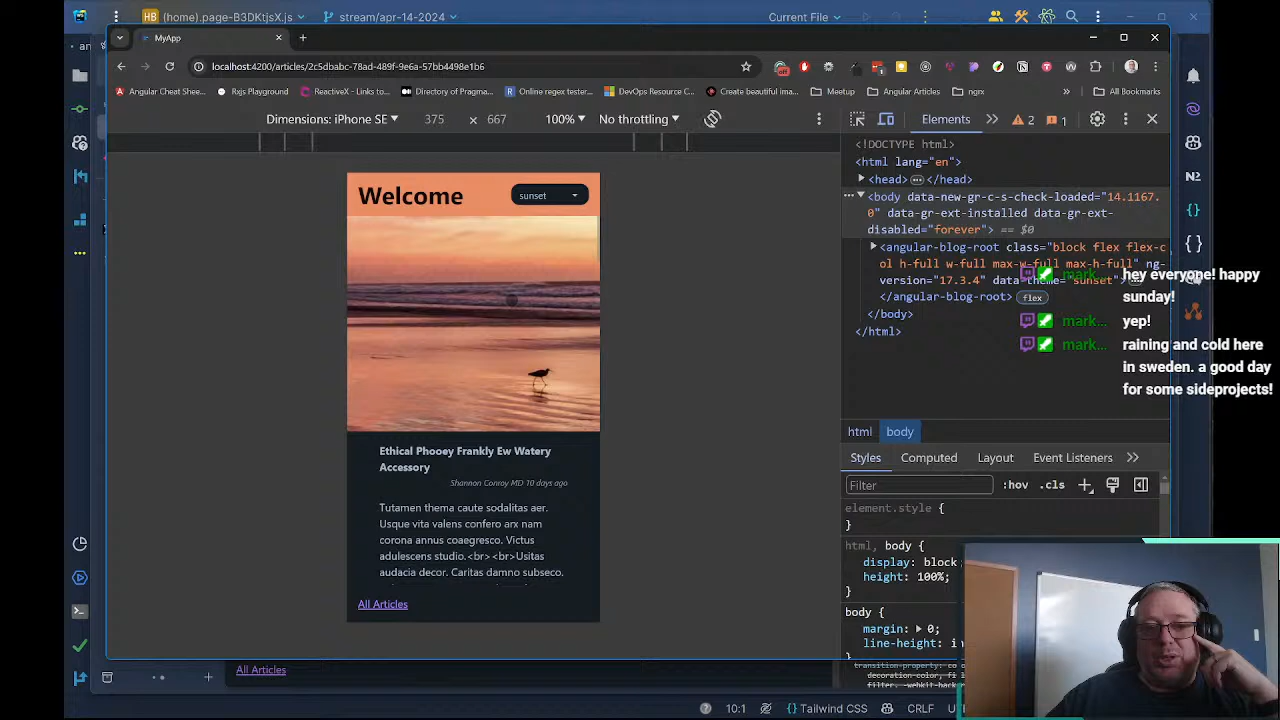 HB (home).page-B3DKtjsX.js
stream/apr-14-2024
Current File
MyApp
localhost:4200/articles/2c5dbabc-78ad-489f-9e6a-57bb4498e1b6
Angular Cheat Shee...
Rxjs Playground
ReactiveX - Links to...
Directory of Pragma...
Online regex tester...
DevOps Resource C...
Create beautiful ima...
Meetup
Angular Articles
ngrx
All Bookmarks
Dimensions: iPhone SE
375 × 667
100%
No throttling
Elements
2
1
<!DOCTYPE html>
<html lang="en">
<head> </head>
<body data-new-gr-c-s-check-loaded="14.1167.
0" data-gr-ext-installed data-gr-ext-
disabled="forever"> == $0
<angular-blog-root class="block flex flex-c
ol h-full w-full max-w-full max-h-full" ng-
version="17.3.4" data-theme="sunset">
</angular-blog-root> flex
</body>
</html>
mark... hey everyone! happy
sunday!
mark... yep!
mark... raining and cold here
in sweden. a good day
for some sideprojects!
Welcome
sunset
Ethical Phooey Frankly Ew Watery
Accessory
Shannon Conroy MD 10 days ago
Tutamen thema caute sodalitas aer.
Usque vita valens confero arx nam
corona annus coaegresco. Victus
adulescens studio.<br><br>Usitas
audacia decor. Caritas damno subseco.
All Articles
html
body
Styles
Computed
Layout
Event Listeners
Filter
:hov
.cls
element.style {
}
html, body {
display: block
height: 100%;
}
body {
margin: 0;
line-height:
}
All Articles
10:1
Tailwind CSS
CRLF